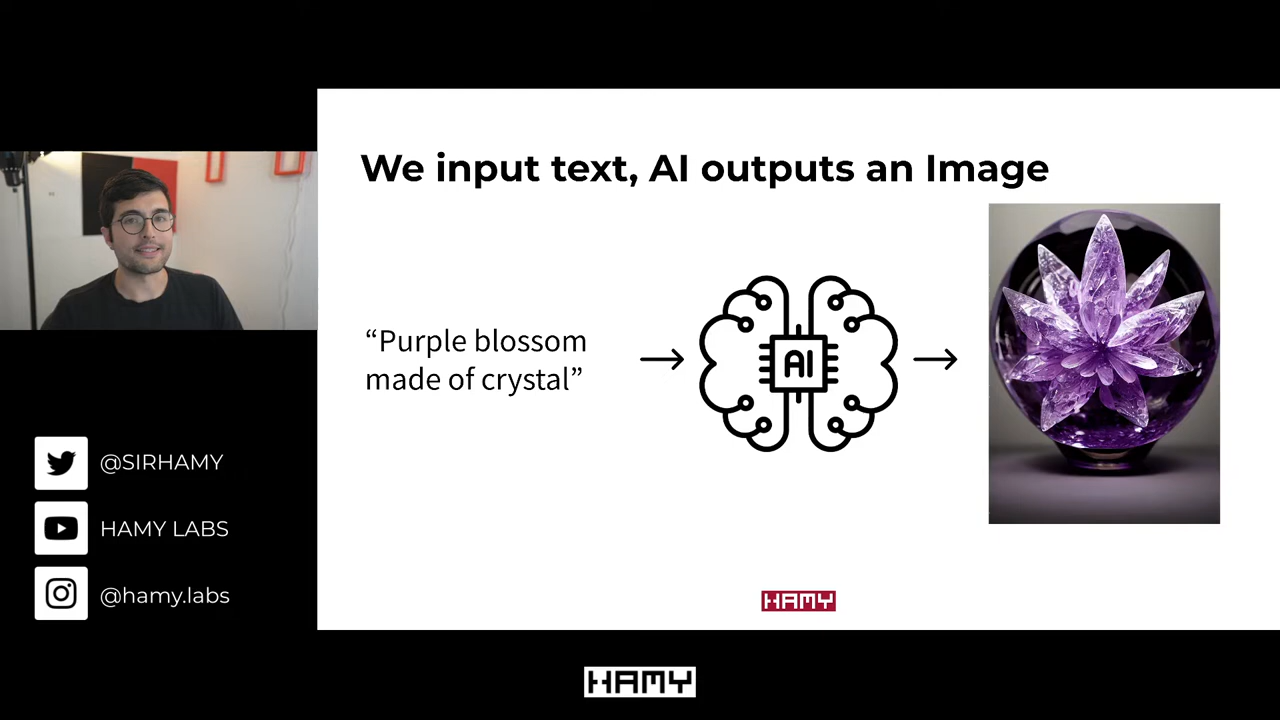 We input text, AI outputs an Image
“Purple blossom
made of crystal”
AI
@SIRHAMY
HAMY LABS
@hamy.labs
HAMY
HAMY